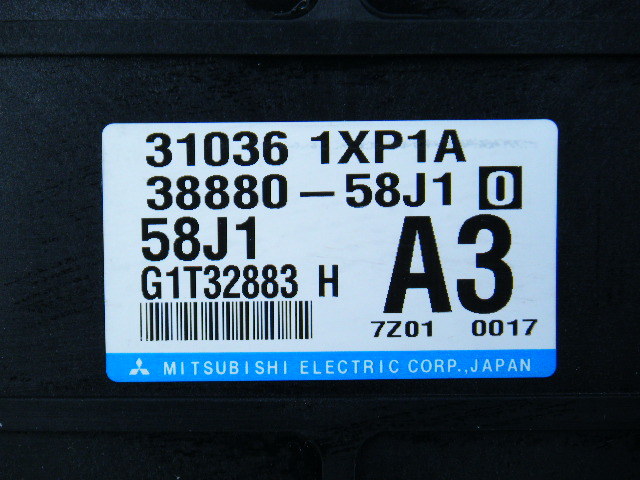 31036 1XP1A
38880-58J1 0
58J1
A3
G1T32883 H
7Z01 0017
MITSUBISHI ELECTRIC CORP.,JAPAN